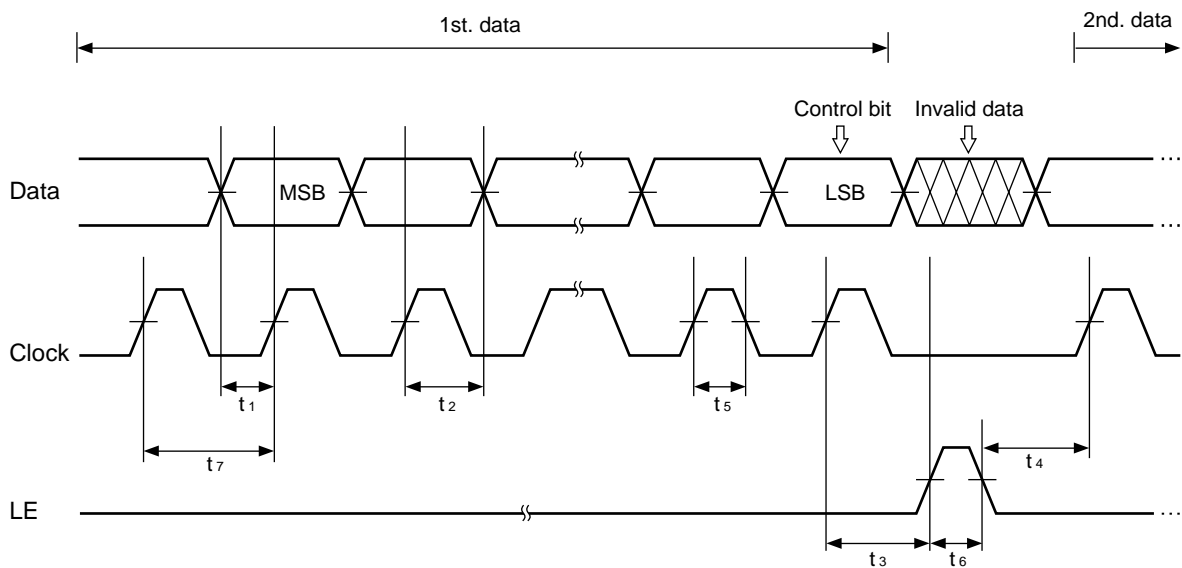 1st. data
2nd. data
Control bit
Invalid data
Data
MSB
LSB
...
...
Clock
t1
t2
t5
t7
t4
LE
...
t3
t6